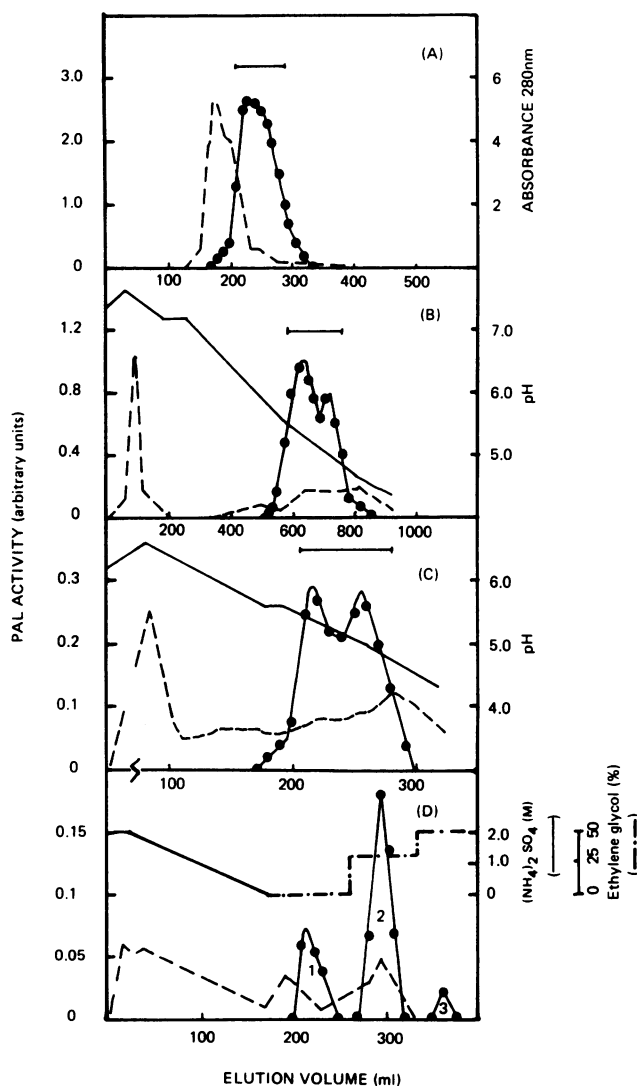 (A)
3.0
2.0
1.0
0
6
4
2
ABSORBANCE 280nm
100 200 300 400 500
(B)
1.2
0.8
0.4
0
7.0
6.0
5.0
pH
200 400 600 800 1000
PAL ACTIVITY (arbitrary units)
(C)
0.3
0.2
0.1
0
6.0
5.0
4.0
pH
100 200 300
(D)
0.15
0.1
0.05
0
2.0
1.0
0
(NH4)2 SO4 (M)
50
25
0
Ethylene glycol (%)
1
2
3
100 200 300
ELUTION VOLUME (ml)